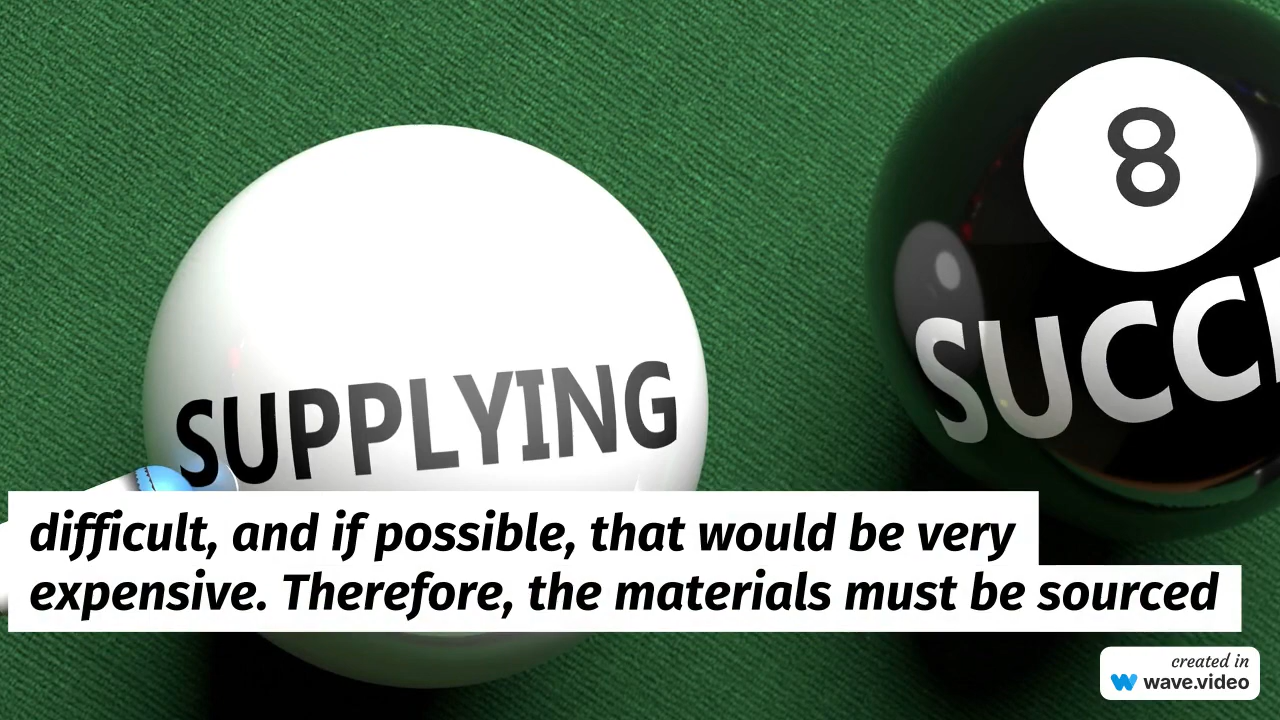 8
SUCC
SUPPLYING
difficult, and if possible, that would be very
expensive. Therefore, the materials must be sourced
created in
wave.video